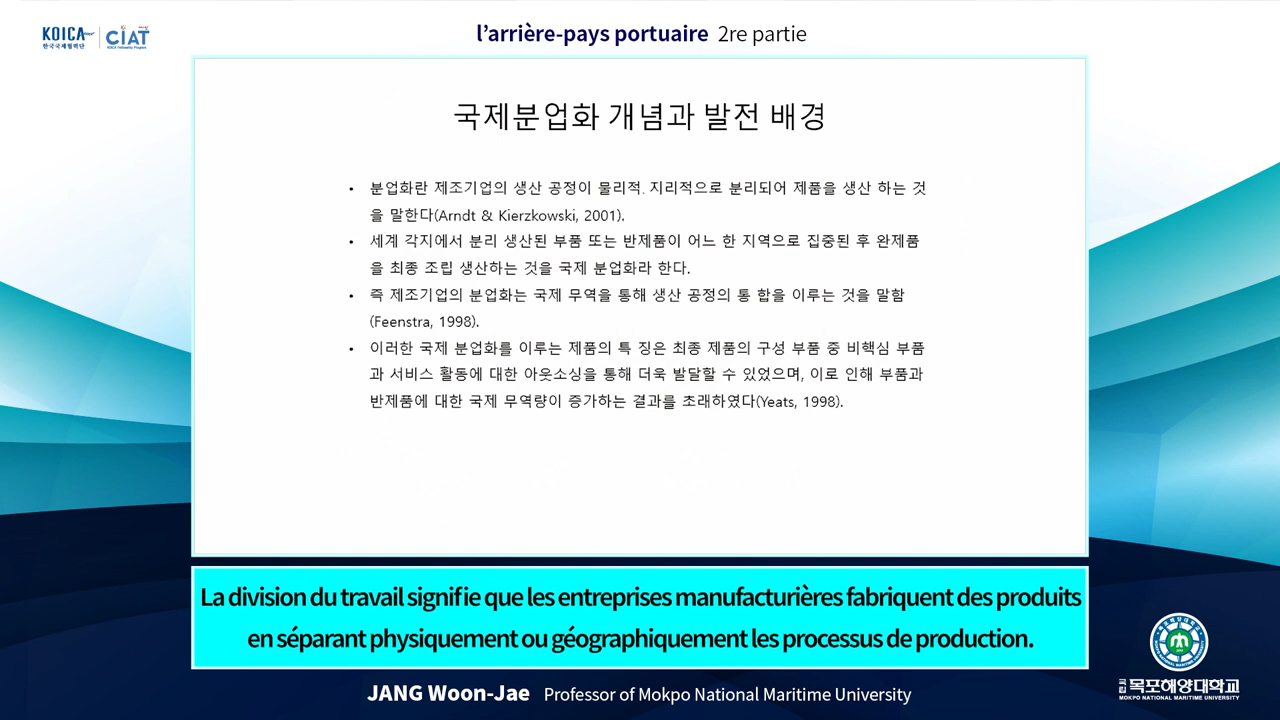 KOICA
한국국제협력단
CIAT
KOICA Fellowship Program
l’arrière-pays portuaire 2re partie
국제분업화 개념과 발전 배경
• 분업화란 제조기업의 생산 공정이 물리적. 지리적으로 분리되어 제품을 생산 하는 것
을 말한다(Arndt & Kierzkowski, 2001).
• 세계 각지에서 분리 생산된 부품 또는 반제품이 어느 한 지역으로 집중된 후 완제품
을 최종 조립 생산하는 것을 국제 분업화라 한다.
• 즉 제조기업의 분업화는 국제 무역을 통해 생산 공정의 통 합을 이루는 것을 말함
(Feenstra, 1998).
• 이러한 국제 분업화를 이루는 제품의 특 징은 최종 제품의 구성 부품 중 비핵심 부품
과 서비스 활동에 대한 아웃소싱을 통해 더욱 발달할 수 있었으며, 이로 인해 부품과
반제품에 대한 국제 무역량이 증가하는 결과를 초래하였다(Yeats, 1998).
La division du travail signifie que les entreprises manufacturières fabriquent des produits
en séparant physiquement ou géographiquement les processus de production.
JANG Woon-Jae Professor of Mokpo National Maritime University
국립 목포해양대학교
MOKPO NATIONAL MARITIME UNIVERSITY